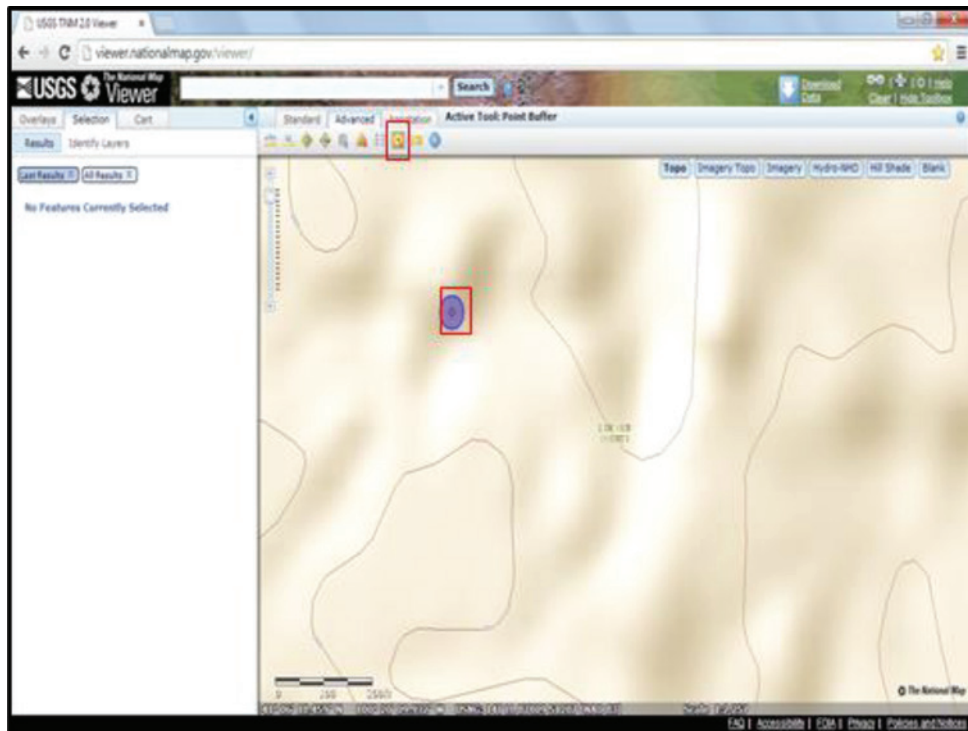 USGS TNM 2.0 Viewer
viewer.nationalmap.gov/viewer/
USGS The National Map Viewer
Search
Download Data
Help
Clear | Hide Toolbox
Overlays Selection Cart
Standard Advanced Annotation Active Tool: Point Buffer
Results Identify Layers
Last Results X All Results X
No Features Currently Selected
Topo Imagery Topo Imagery Hydro-NHD Hill Shade Blank
The National Map
FAQ | Accessibility | FOIA | Privacy | Policies and Notices